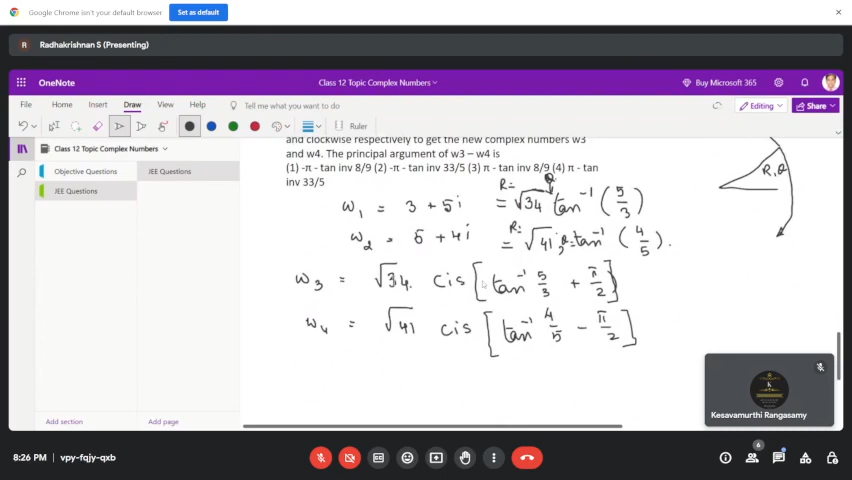 Google Chrome isn't your default browser Set as default
R Radhakrishnan S (Presenting)
OneNote Class 12 Topic Complex Numbers Buy Microsoft 365
File Home Insert Draw View Help Tell me what you want to do Editing Share
Ruler
Class 12 Topic Complex Numbers
Objective Questions
JEE Questions
JEE Questions
and clockwise respectively to get the new complex numbers w3
and w4. The principal argument of w3 – w4 is
(1) -π - tan inv 8/9 (2) -π - tan inv 33/5 (3) π - tan inv 8/9 (4) π - tan
inv 33/5
R, θ
R= θ
w₁ = 3 + 5i = √34 tan⁻¹ (5/3)
R=
w₂ = 5 + 4i = √41, θ=tan⁻¹ (4/5).
w₃ = √34. cis [tan⁻¹ 5/3 + π/2]
w₄ = √41 cis [tan⁻¹ 4/5 − π/2]
Add section Add page
K
Kesavamurthi Rangasamy
8:26 PM vpy-fqjy-qxb
6